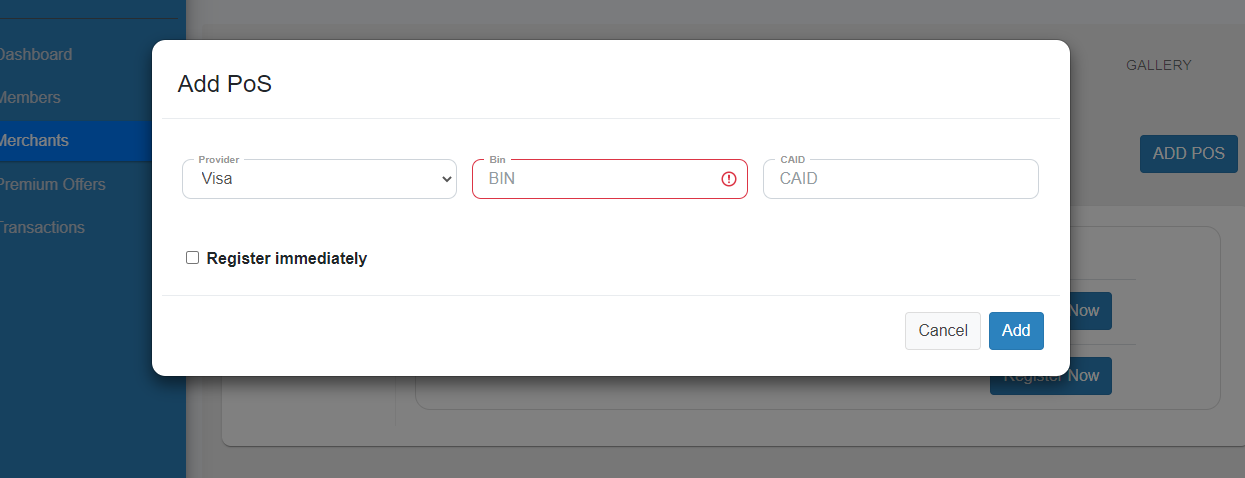 Dashboard
Members
Merchants
Premium Offers
Transactions
GALLERY
ADD POS
Add PoS
Provider
Visa
Bin
BIN
CAID
CAID
Register immediately
Cancel
Add
Now
Register Now